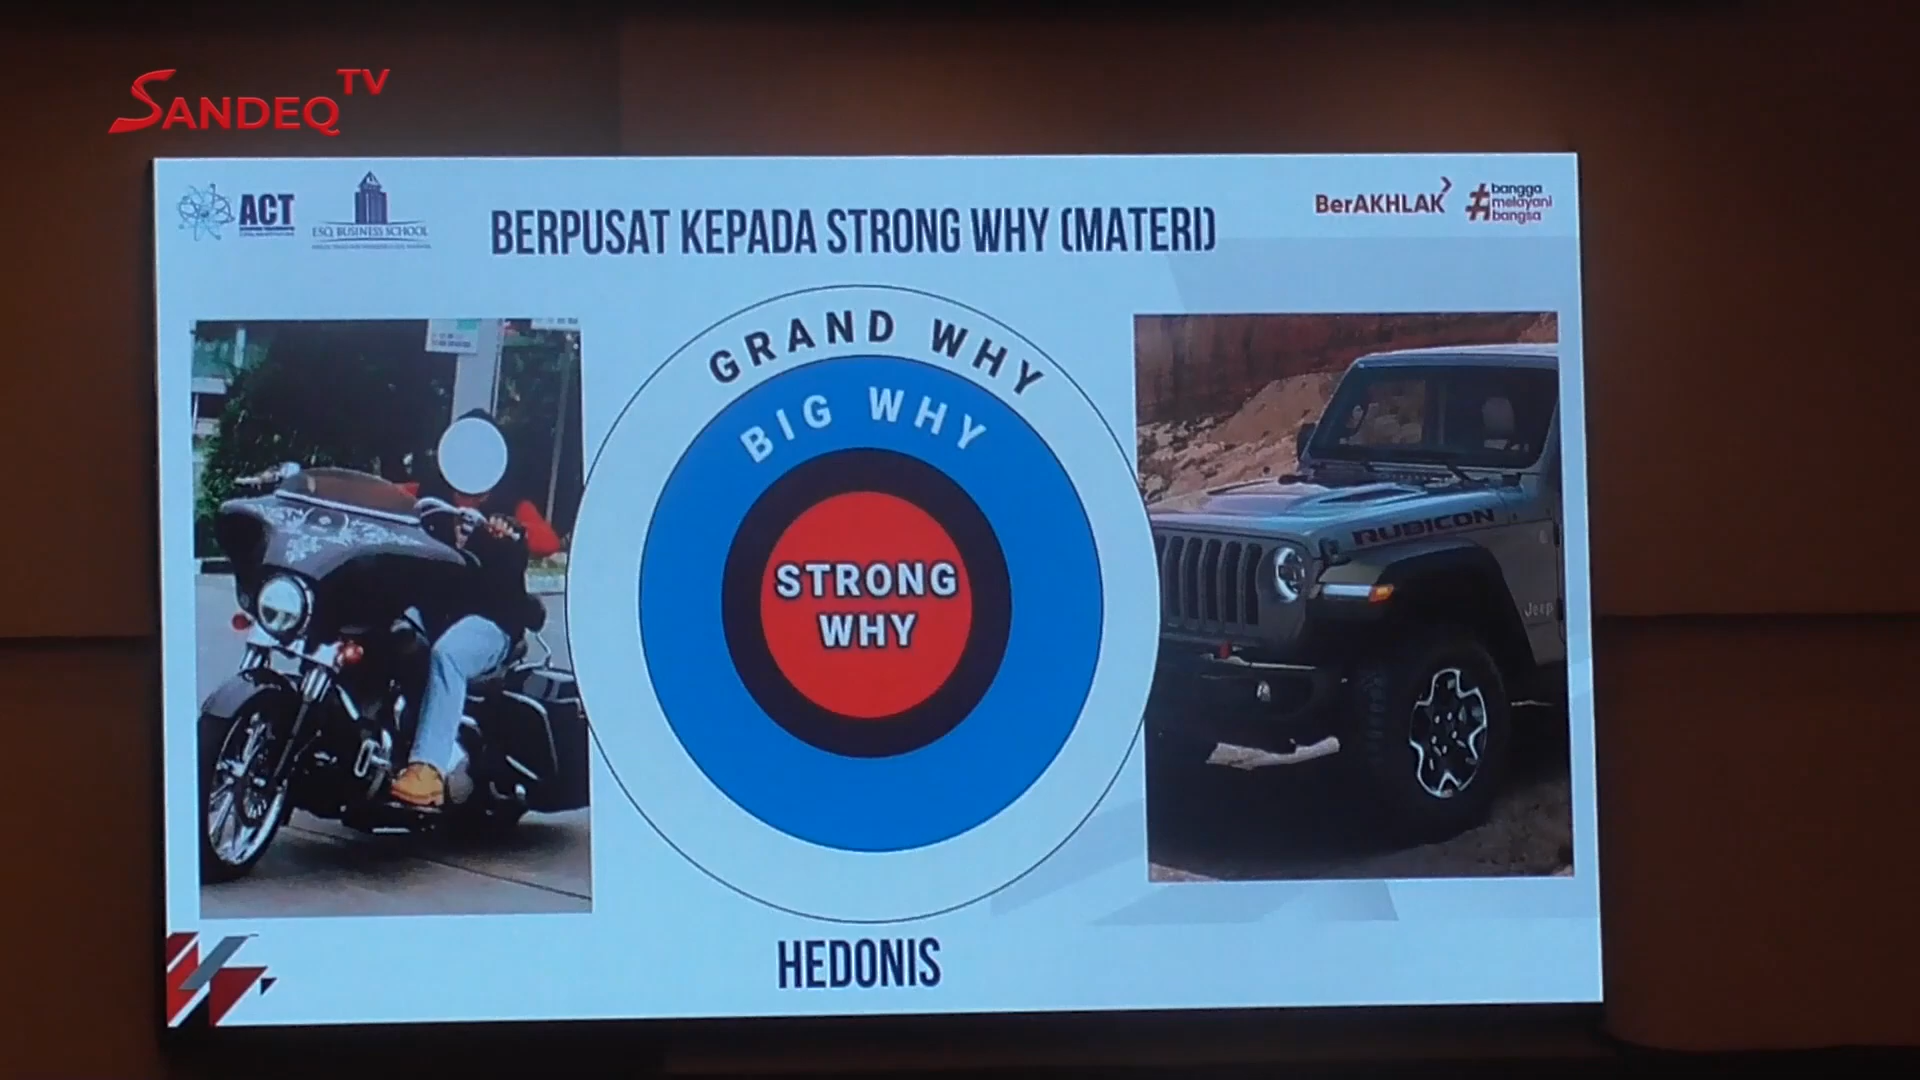 SANDEQ TV
ACT
ESQ BUSINESS SCHOOL
BERPUSAT KEPADA STRONG WHY (MATERI)
BerAKHLAK
#bangga
melayani
bangsa
GRAND WHY
BIG WHY
STRONG
WHY
RUBICON
Jeep
HEDONIS